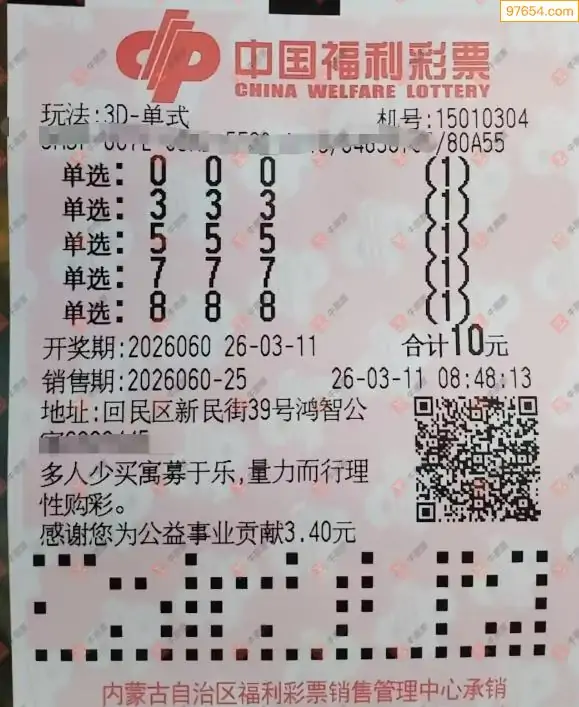 97654.com
中国福利彩票
CHINA WELFARE LOTTERY
玩法:3D-单式 机号:15010304
/80A55
单选: 0 0 0 (1)
单选: 3 3 3 (1)
单选: 5 5 5 (1)
单选: 7 7 7 (1)
单选: 8 8 8 (1)
开奖期:2026060 26-03-11 合计10元
销售期:2026060-25 26-03-11 08:48:13
地址:回民区新民街39号鸿智公
多人少买寓募于乐,量力而行理
性购彩。
感谢您为公益事业贡献3.40元
内蒙古自治区福利彩票销售管理中心承销